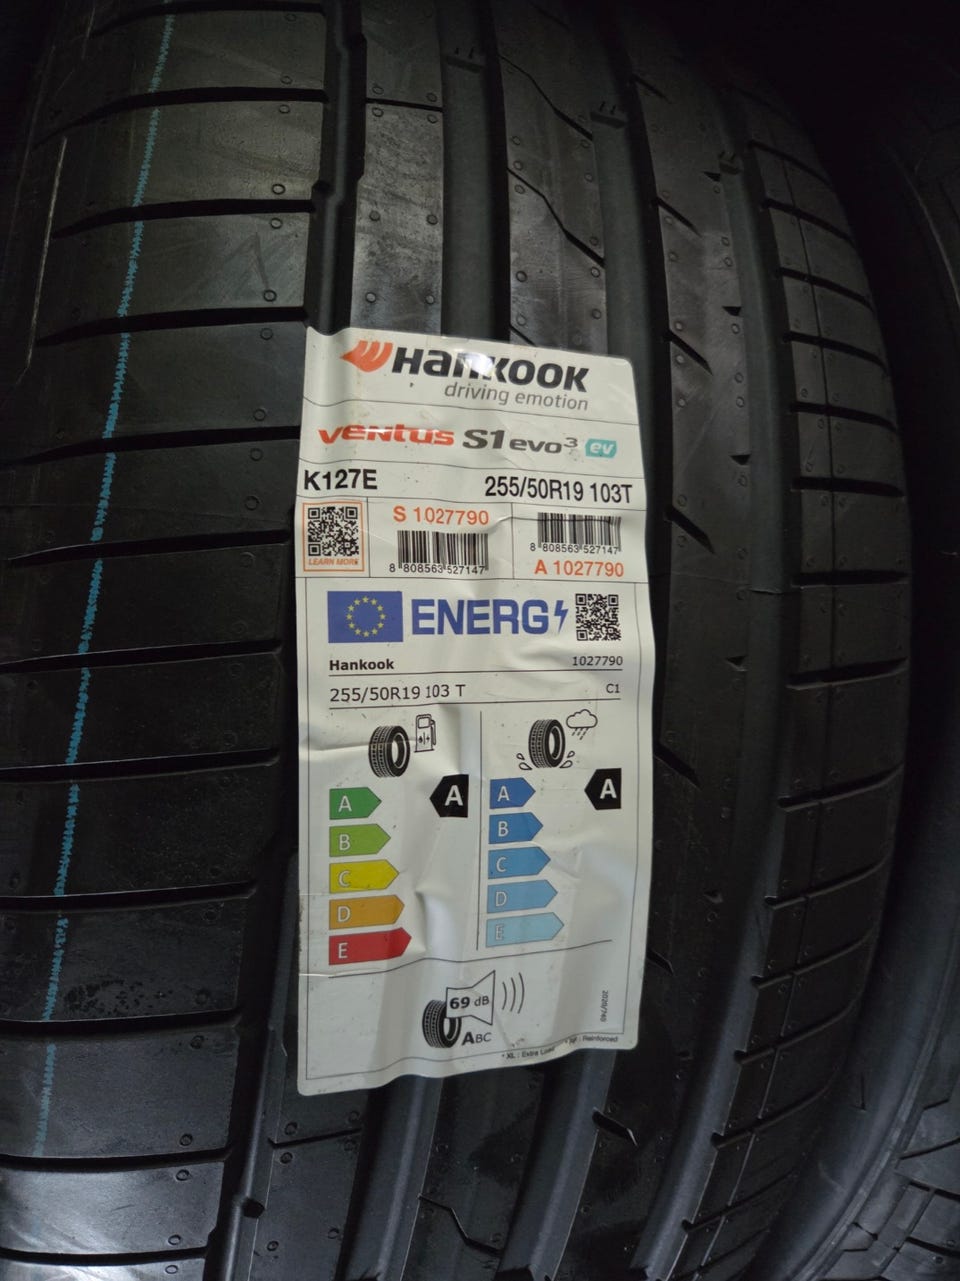 HANKOOK
driving emotion
ventus S1 evo3 ev
K127E 255/50R19 103T
LEARN MORE
S 1027790
8 808563 527147
8 808563 527147
A 1027790
ENERG
Hankook 1027790
255/50R19 103 T C1
A A A A
B B
C C
D D
E E
69 dB
ABC
2020/740
* XL : Extra Load * RF : Reinforced